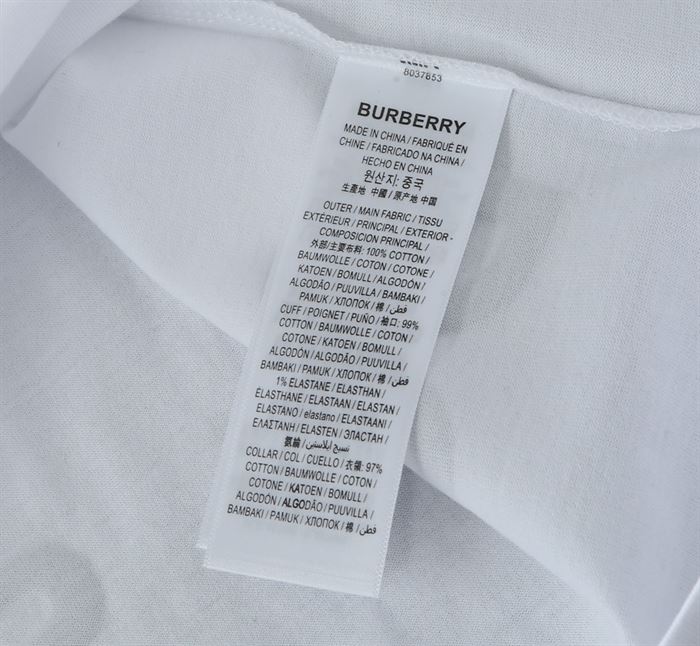 8037853
BURBERRY
MADE IN CHINA / FABRIQUÉ EN
CHINE / FABRICADO NA CHINA /
HECHO EN CHINA
원산지: 중국
生產地 中國 / 原产地 中国
OUTER / MAIN FABRIC / TISSU
EXTÉRIEUR / PRINCIPAL / EXTERIOR -
COMPOSICION PRINCIPAL /
外部/主要布料: 100% COTTON /
BAUMWOLLE / COTON / COTONE /
KATOEN / BOMULL / ALGODÓN /
ALGODÃO / PUUVILLA / BAMBAKI /
PAMUK / ХЛОПОК / 棉 / قطن /
CUFF / POIGNET / PUÑO / 袖口: 99%
COTTON / BAUMWOLLE / COTON /
COTONE / KATOEN / BOMULL /
ALGODÓN / ALGODÃO / PUUVILLA /
BAMBAKI / PAMUK / ХЛОПОК / 棉 / قطن /
1% ELASTANE / ELASTHAN /
ÉLASTHANE / ELASTAAN / ELASTAN /
ELASTANO / elastano / ELASTAANI /
ΕΛΑΣΤΑΝΗ / ELASTEN / ЭЛАСТАН /
氨綸 / نسيج إيلاستيني /
COLLAR / COL / CUELLO / 衣領: 97%
COTTON / BAUMWOLLE / COTON /
COTONE / KATOEN / BOMULL /
ALGODÓN / ALGODÃO / PUUVILLA /
BAMBAKI / PAMUK / ХЛОПОК / 棉 / قطن /